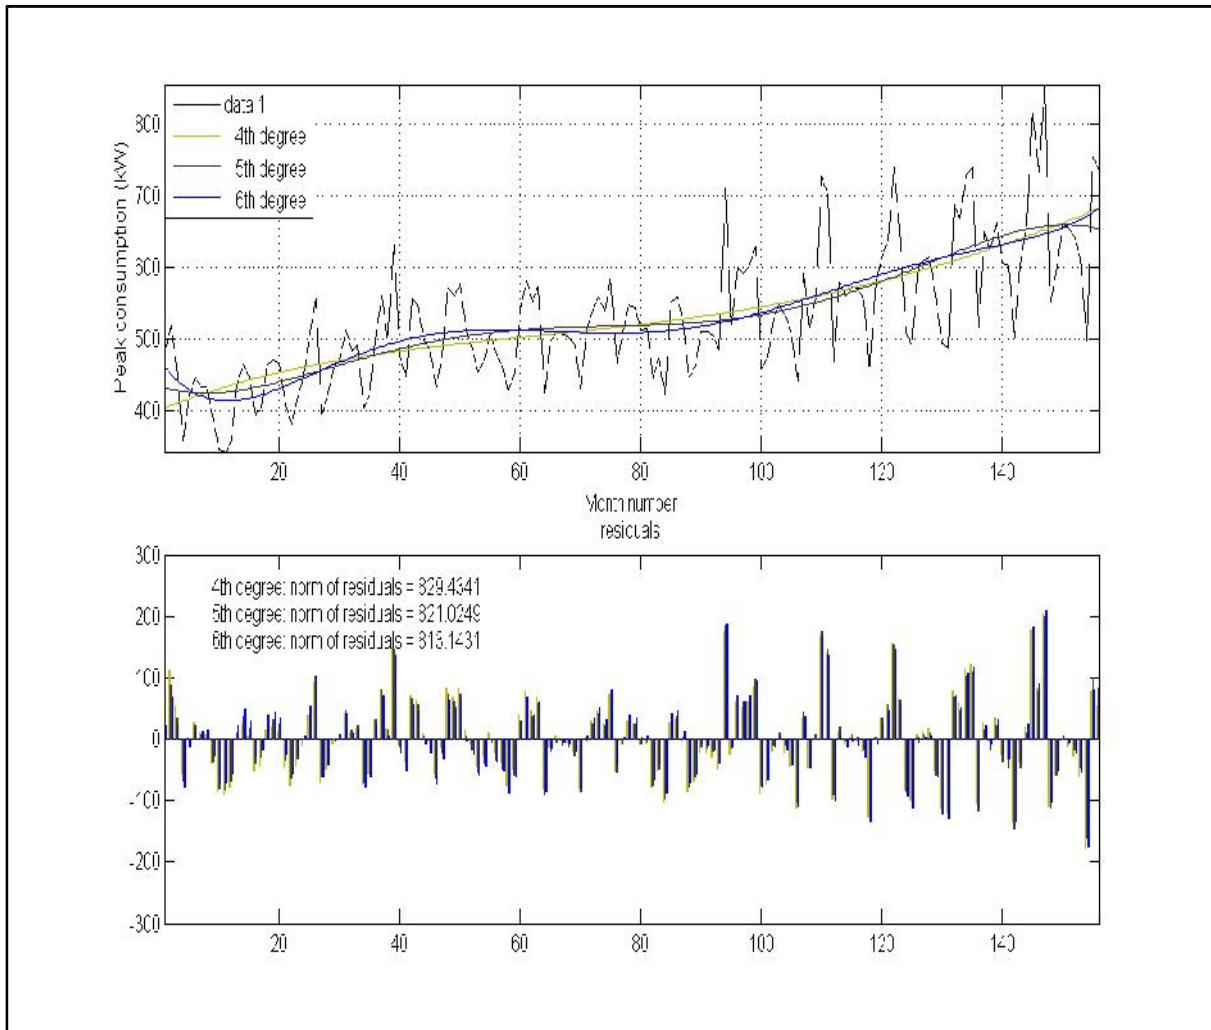 data 1
4th degree
5th degree
6th degree
Peak consumption (kW)
800
700
600
500
400
20 40 60 80 100 120 140
Month number
residuals
4th degree: norm of residuals = 829.4341
5th degree: norm of residuals = 821.0249
6th degree: norm of residuals = 813.1431
300
200
100
0
-100
-200
-300
20 40 60 80 100 120 140